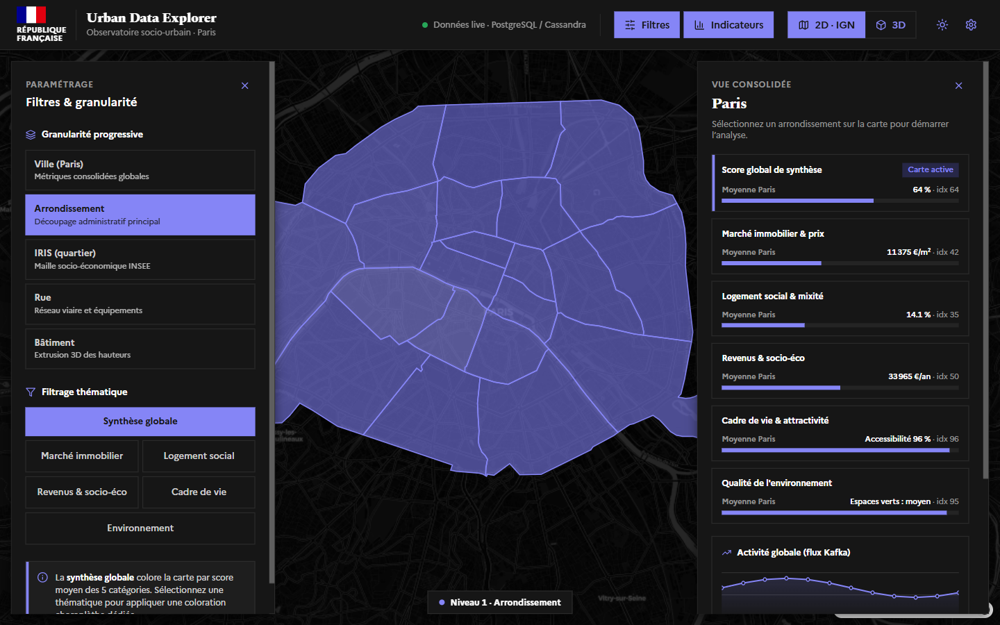 RÉPUBLIQUE
FRANÇAISE
Urban Data Explorer
Observatoire socio-urbain · Paris
Données live · PostgreSQL / Cassandra
Filtres
Indicateurs
2D · IGN
3D
PARAMÉTRAGE
Filtres & granularité
Granularité progressive
Ville (Paris)
Métriques consolidées globales
Arrondissement
Découpage administratif principal
IRIS (quartier)
Maille socio-économique INSEE
Rue
Réseau viaire et équipements
Bâtiment
Extrusion 3D des hauteurs
Filtrage thématique
Synthèse globale
Marché immobilier
Logement social
Revenus & socio-éco
Cadre de vie
Environnement
La synthèse globale colore la carte par score
moyen des 5 catégories. Sélectionnez une
thématique pour appliquer une coloration
PARIS
Vitry-sur-Seine
Niveau 1 · Arrondissement
VUE CONSOLIDÉE
Paris
Sélectionnez un arrondissement sur la carte pour démarrer
l'analyse.
Score global de synthèse
Carte active
Moyenne Paris
64 % · idx 64
Marché immobilier & prix
Moyenne Paris
11 375 €/m² · idx 42
Logement social & mixité
Moyenne Paris
14.1 % · idx 35
Revenus & socio-éco
Moyenne Paris
33 965 €/an · idx 50
Cadre de vie & attractivité
Moyenne Paris
Accessibilité 96 % · idx 96
Qualité de l'environnement
Moyenne Paris
Espaces verts : moyen · idx 95
Activité globale (flux Kafka)